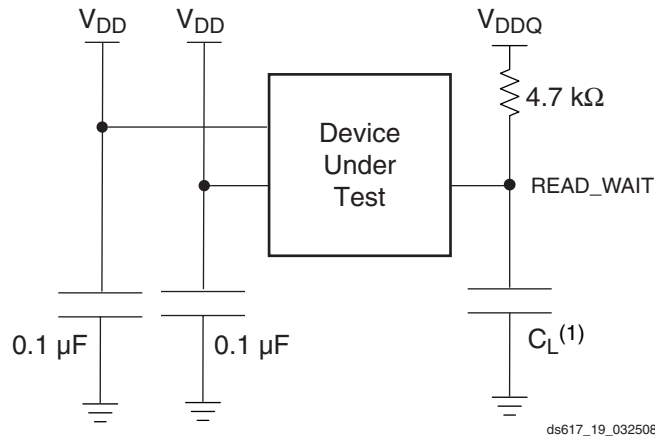 VDD
VDD
VDDQ
4.7 kΩ
Device
Under
Test
READ_WAIT
0.1 µF
0.1 µF
CL(1)
ds617_19_032508